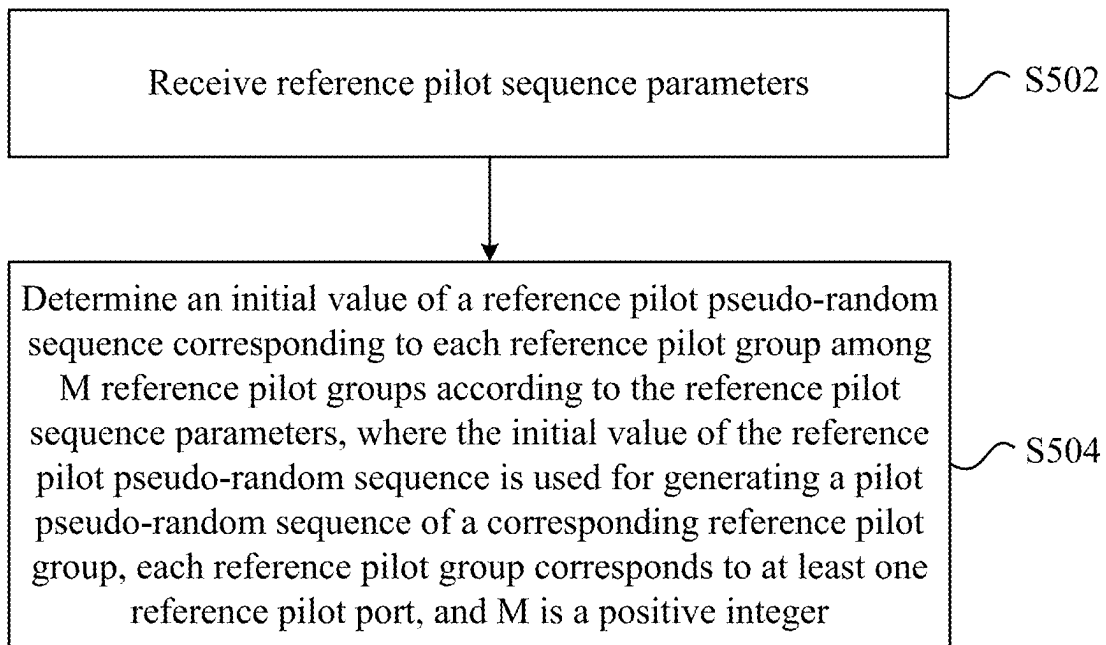 Receive reference pilot sequence parameters
S502
Determine an initial value of a reference pilot pseudo-random
sequence corresponding to each reference pilot group among
M reference pilot groups according to the reference pilot
sequence parameters, where the initial value of the reference
pilot pseudo-random sequence is used for generating a pilot
pseudo-random sequence of a corresponding reference pilot
group, each reference pilot group corresponds to at least one
reference pilot port, and M is a positive integer
S504